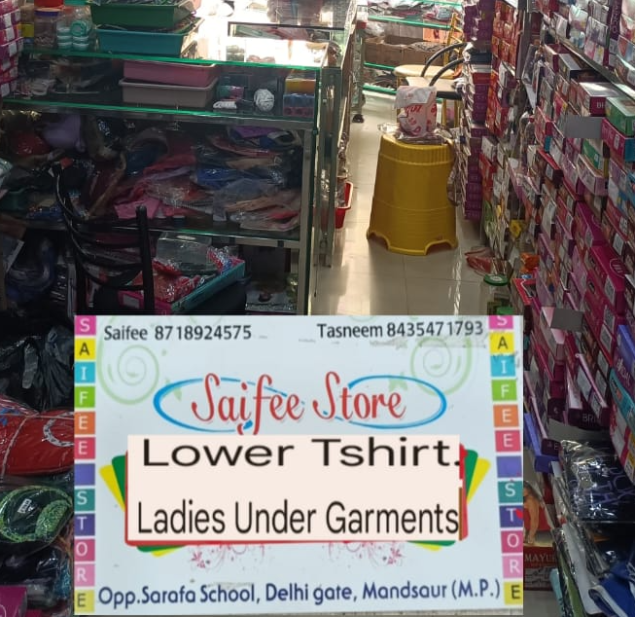 Saifee 8718924575
Tasneem 8435471793
SAIFEE STORE
SAIFEE STORE
Saifee Store
Lower Tshirt.
Ladies Under Garments
Opp.Sarafa School, Delhi gate, Mandsaur (M.P.)